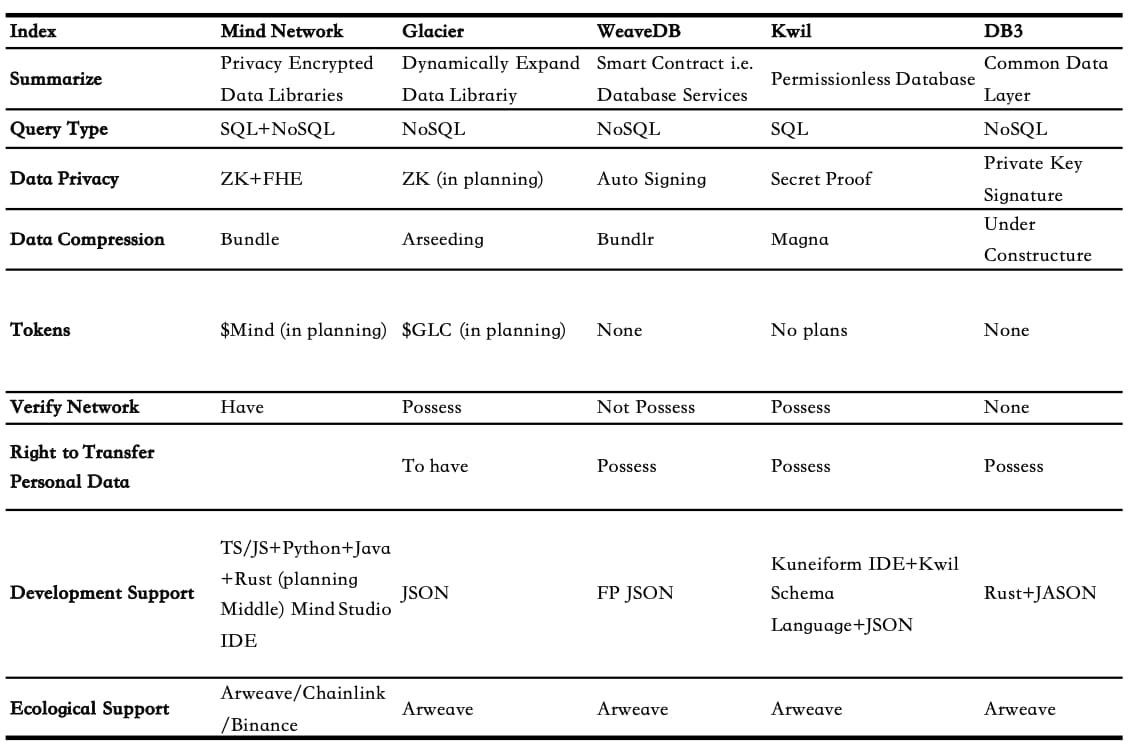 Index Mind Network Glacier WeaveDB Kwil DB3
Summarize Privacy Encrypted Data Libraries Dynamically Expand Data Librariy Smart Contract i.e. Database Services Permissionless Database Common Data Layer
Query Type SQL+NoSQL NoSQL NoSQL SQL NoSQL
Data Privacy ZK+FHE ZK (in planning) Auto Signing Secret Proof Private Key Signature
Data Compression Bundle Arseeding Bundlr Magna Under Constructure
Tokens $Mind (in planning) $GLC (in planning) None No plans None
Verify Network Have Possess Not Possess Possess None
Right to Transfer Personal Data To have Possess Possess Possess
Development Support TS/JS+Python+Java +Rust (planning Middle) Mind Studio IDE JSON FP JSON Kuneiform IDE+Kwil Schema Language+JSON Rust+JASON
Ecological Support Arweave/Chainlink /Binance Arweave Arweave Arweave Arweave